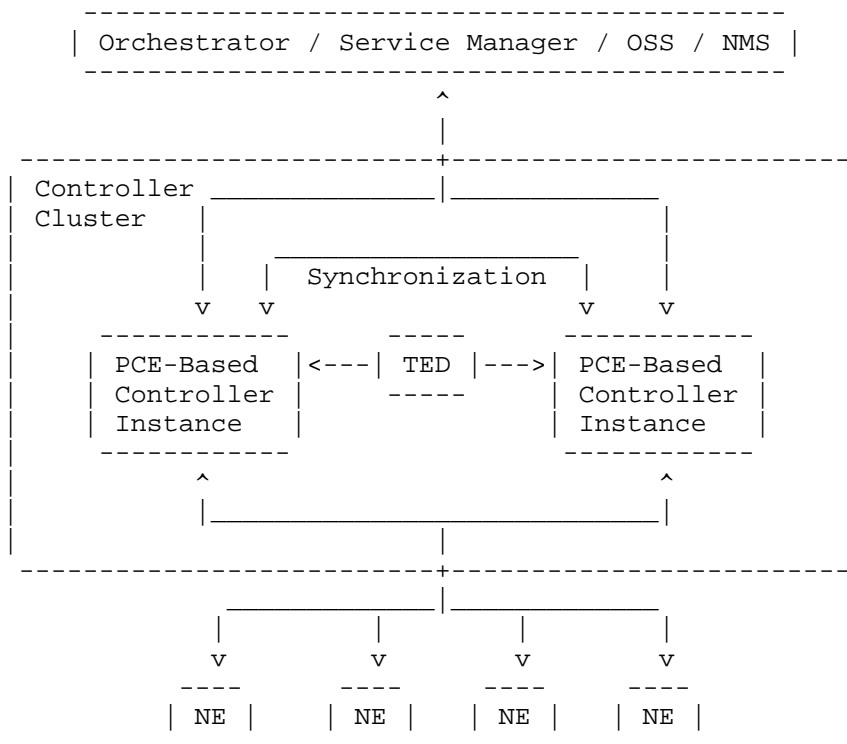 Orchestrator / Service Manager / OSS / NMS
Controller
Cluster
Synchronization
PCE-Based TED PCE-Based
Controller Controller
Instance Instance
NE NE NE NE